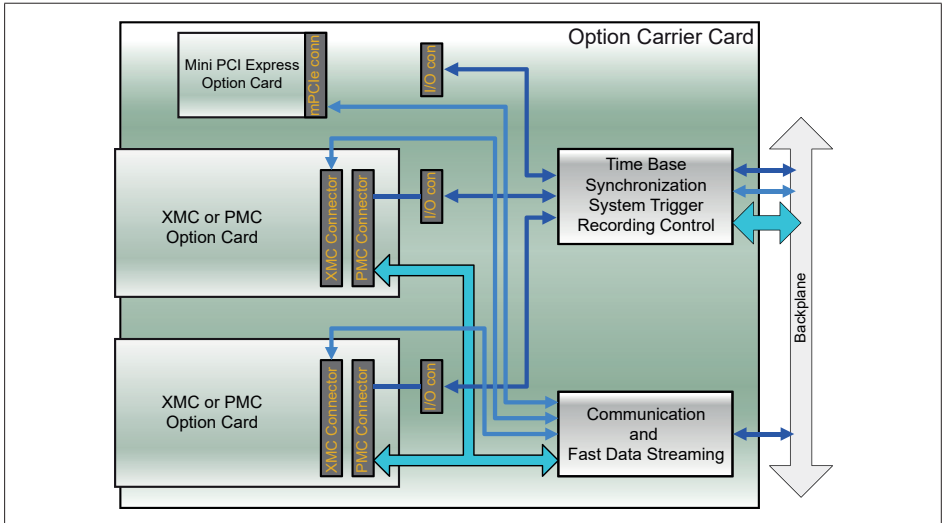 Option Carrier Card
Mini PCI Express
Option Card
mPCIe conn
I/O con
XMC or PMC
Option Card
XMC Connector
PMC Connector
I/O con
Time Base
Synchronization
System Trigger
Recording Control
Backplane
XMC or PMC
Option Card
XMC Connector
PMC Connector
I/O con
Communication
and
Fast Data Streaming